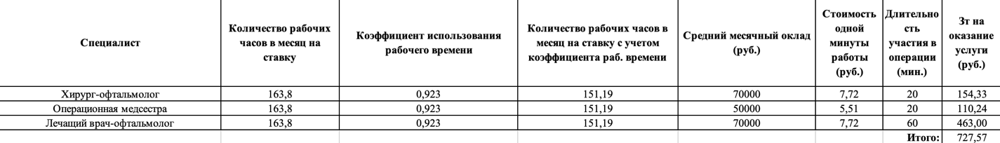 Специалист
Количество рабочих
часов в месяц на
ставку
Коэффициент использования
рабочего времени
Количество рабочих часов в
месяц на ставку с учетом
коэффициента раб. времени
Средний месячный оклад
(руб.)
Стоимость
одной
минуты
работы
(руб.)
Длительно
сть
участия в
операции
(мин.)
Зт на
оказание
услуги
(руб.)
Хирург-офтальмолог 163,8 0,923 151,19 70000 7,72 20 154,33
Операционная медсестра 163,8 0,923 151,19 50000 5,51 20 110,24
Лечащий врач-офтальмолог 163,8 0,923 151,19 70000 7,72 60 463,00
Итого: 727,57